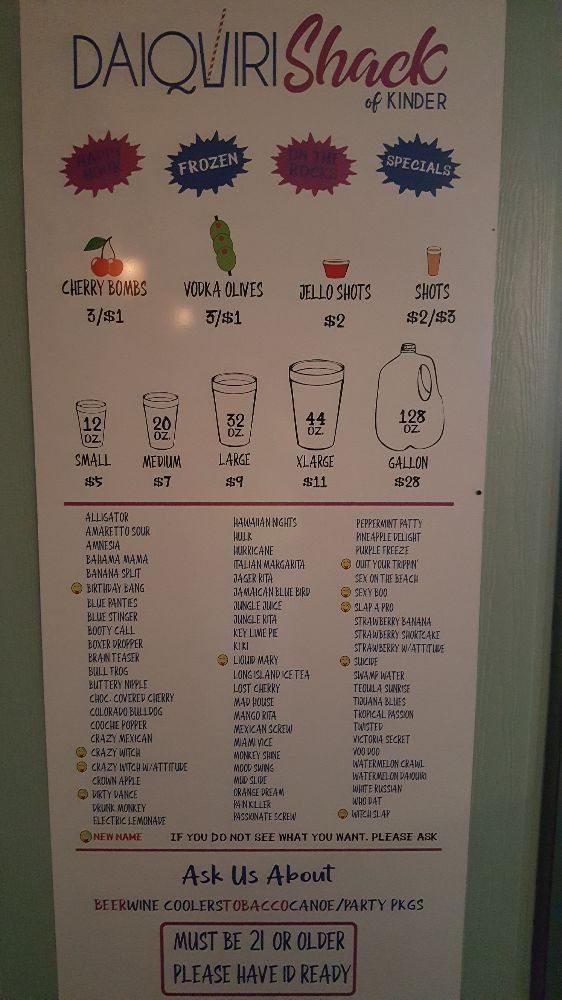 DAIQUIRI Shack
of KINDER
HAPPY HOUR
FROZEN
ON THE ROCKS
SPECIALS
CHERRY BOMBS
3/$1
VODKA OLIVES
3/$1
JELLO SHOTS
$2
SHOTS
$2/$3
12 OZ.
20 OZ.
32 OZ.
44 OZ.
128 OZ.
SMALL
$5
MEDIUM
$7
LARGE
$9
XLARGE
$11
GALLON
$28
ALLIGATOR
AMARETTO SOUR
AMNESIA
BAHAMA MAMA
BANANA SPLIT
BIRTHDAY BANG
BLUE PANTIES
BLUE STINGER
BOOTY CALL
BOXER DROPPER
BRAIN TEASER
BULL FROG
BUTTERY NIPPLE
CHOC. COVERED CHERRY
COLORADO BULLDOG
COOCHIE POPPER
CRAZY MEXICAN
CRAZY WITCH
CRAZY WITCH W/ATTITUDE
CROWN APPLE
DIRTY DANCE
DRUNK MONKEY
ELECTRIC LEMONADE
HAWAIIAN NIGHTS
HULK
HURRICANE
ITALIAN MARGARITA
JAGER RITA
JAMAICAN BLUE BIRD
JUNGLE JUICE
JUNGLE RITA
KEY LIME PIE
KIKI
LIQUID MARY
LONG ISLAND ICE TEA
LOST CHERRY
MAD HOUSE
MANGO RITA
MEXICAN SCREW
MIAMI VICE
MONKEY SHINE
MOOD SWING
MUD SLIDE
ORANGE DREAM
PAIN KILLER
PASSIONATE SCREW
PEPPERMINT PATTY
PINEAPPLE DELIGHT
PURPLE FREEZE
QUIT YOUR TRIPPIN'
SEX ON THE BEACH
SEXY BOO
SLAP A PRO
STRAWBERRY BANANA
STRAWBERRY SHORTCAKE
STRAWBERRY W/ATTITUDE
SUICIDE
SWAMP WATER
TEQUILA SUNRISE
TIJUANA BLUES
TROPICAL PASSION
TWISTED
VICTORIA SECRET
VOO DOO
WATERMELON CRAWL
WATERMELON DAIQUIRI
WHITE RUSSIAN
WHO DAT
WITCH SLAP
NEW NAME IF YOU DO NOT SEE WHAT YOU WANT. PLEASE ASK
Ask Us About
BEERWINE COOLERSTOBACCOCANOE/PARTY PKGS
MUST BE 21 OR OLDER
PLEASE HAVE ID READY